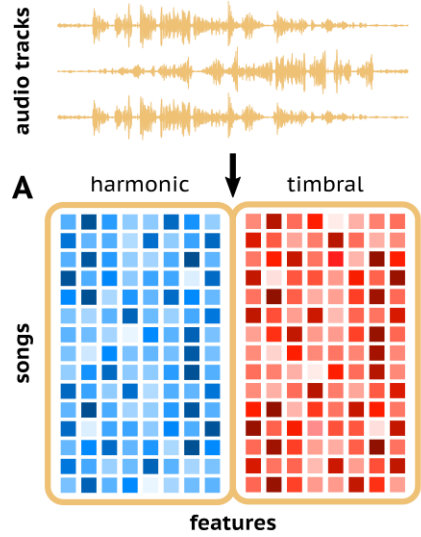 audio tracks
A
harmonic
timbral
songs
features